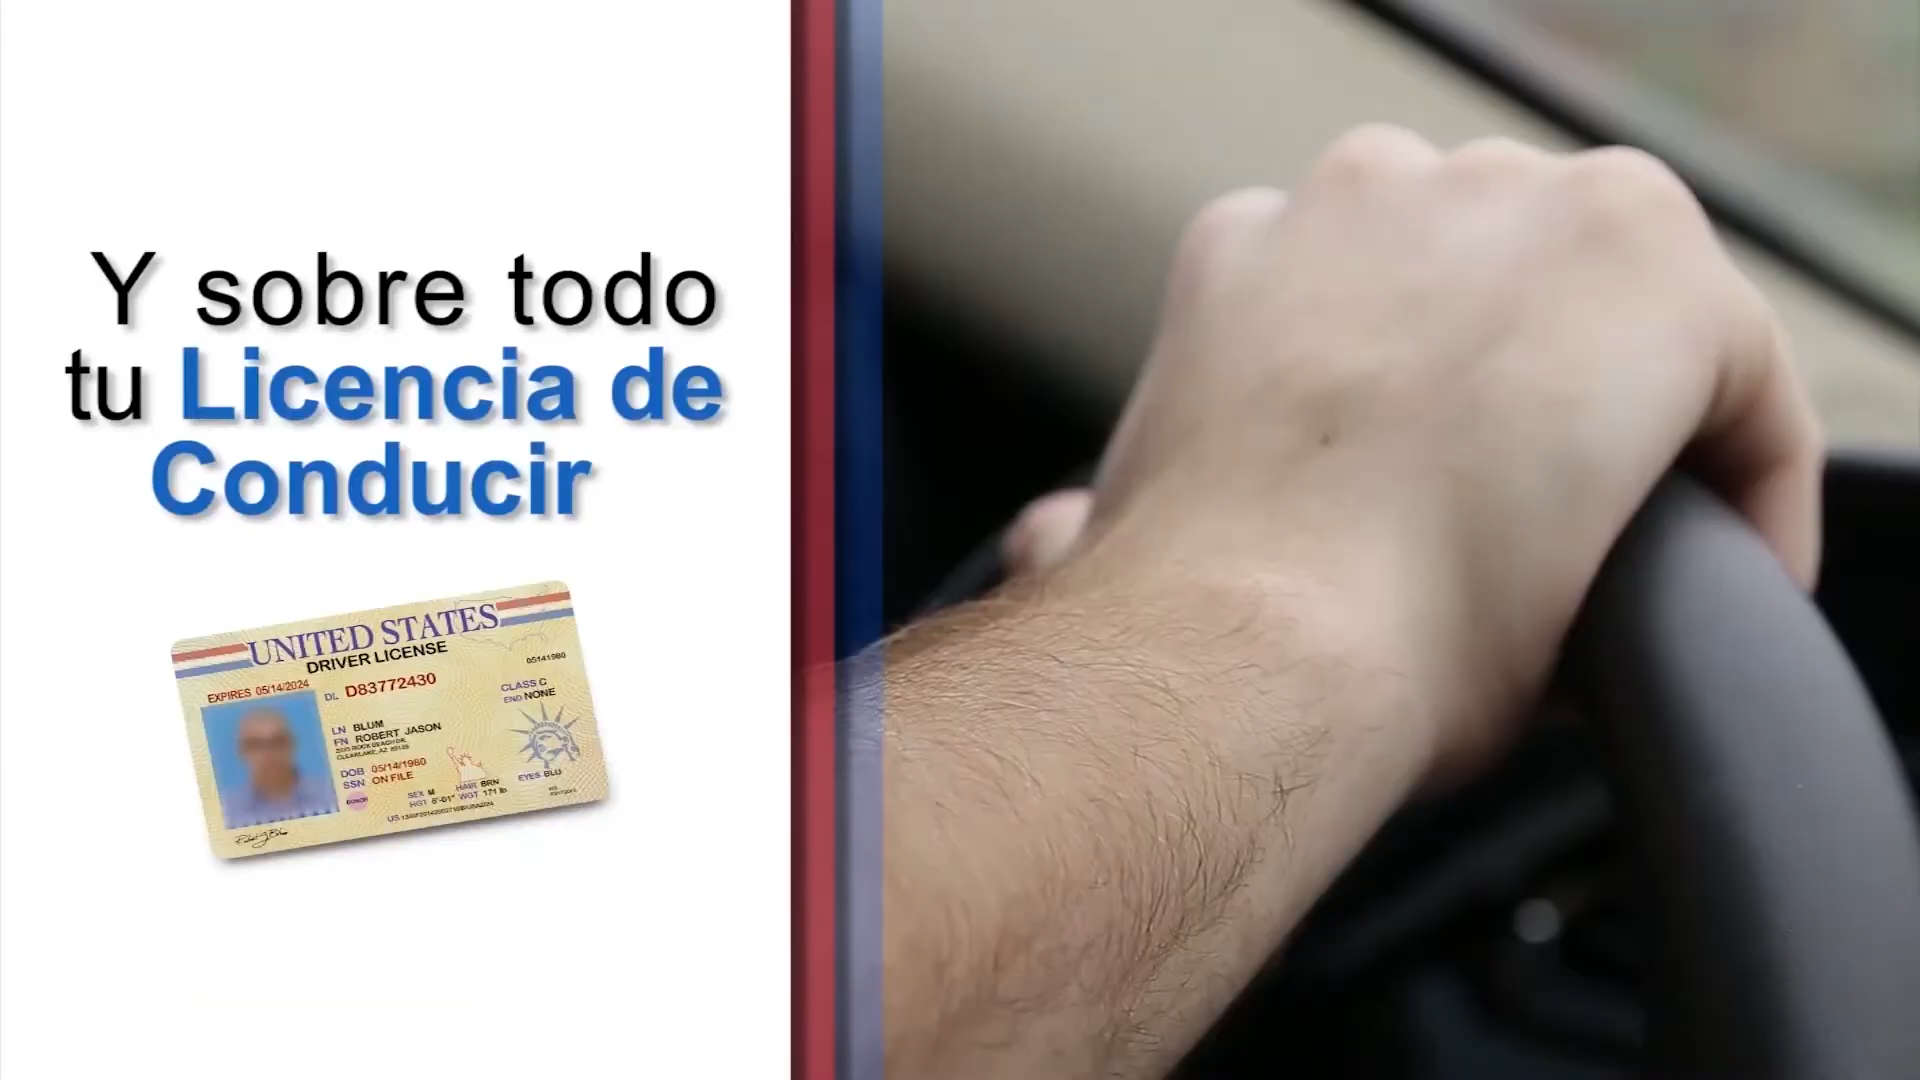 Y sobre todo
tu Licencia de
Conducir
UNITED STATES
DRIVER LICENSE
05141980
EXPIRES 05/14/2024
DL D83772430
CLASS C
END NONE
LN BLUM
FN ROBERT JASON
DOB 05/14/1980
SSN ON FILE
DONOR
SEX M HAIR BRN
HGT 6'-01" WGT 171 lb
EYES BLU